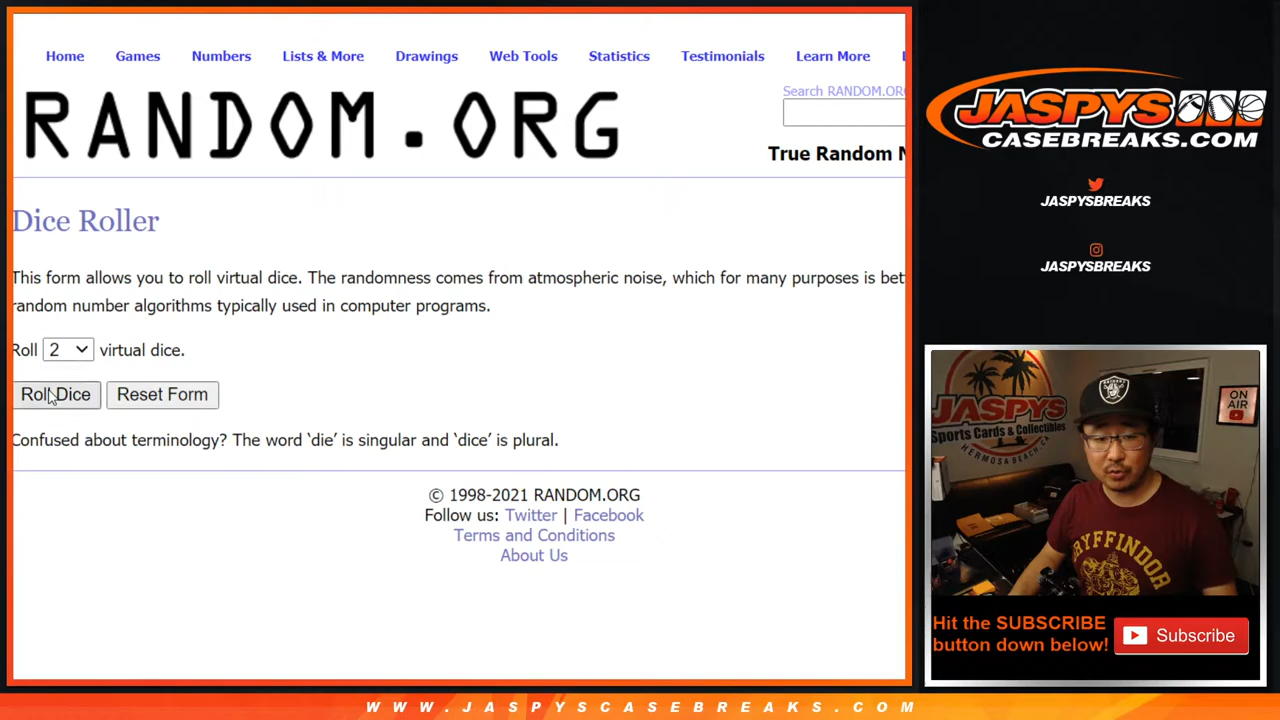 Home Games Numbers Lists & More Drawings Web Tools Statistics Testimonials Learn More
RANDOM.ORG
Search RANDOM.ORG
True Random N
Dice Roller
This form allows you to roll virtual dice. The randomness comes from atmospheric noise, which for many purposes is bet
random number algorithms typically used in computer programs.
Roll 2 virtual dice.
Roll Dice Reset Form
Confused about terminology? The word ‘die’ is singular and ‘dice’ is plural.
© 1998-2021 RANDOM.ORG
Follow us: Twitter | Facebook
Terms and Conditions
About Us
JASPYS
CASEBREAKS.COM
JASPYSBREAKS
JASPYSBREAKS
JASPYS
Sports Cards & Collectibles
HERMOSA BEACH, CA
ON AIR
RAIDERS
GRYFFINDOR
Hit the SUBSCRIBE
button down below!
Subscribe
WWW.JASPYSCASEBREAKS.COM